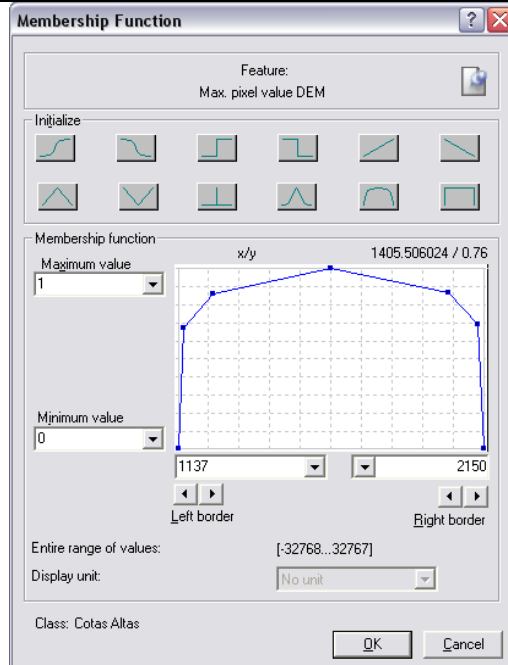 Membership Function
Feature:
Max. pixel value DEM
Initialize
Membership function
x/y 1405.506024 / 0.76
Maximum value
1
Minimum value
0
1137 2150
Left border
Right border
Entire range of values: [-32768...32767]
Display unit: No unit
Class: Cotas Altas
OK Cancel